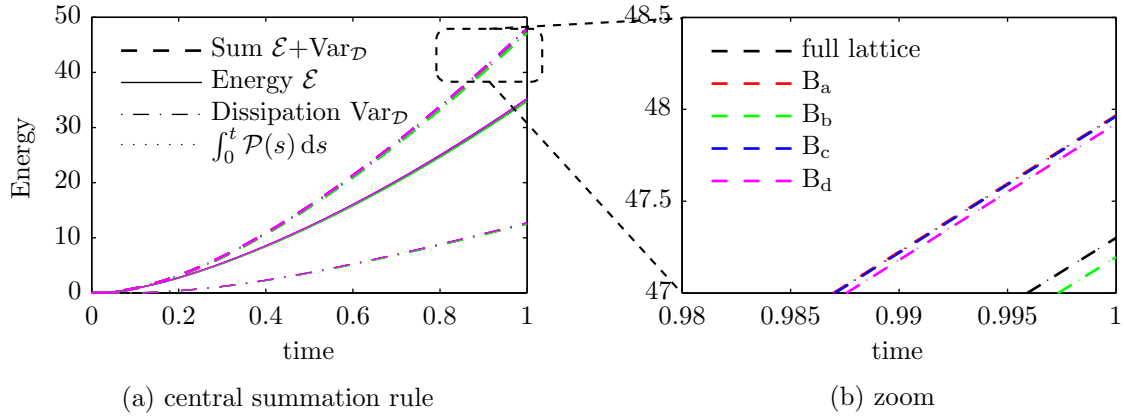 50
40
30
20
10
0
Energy
Sum ℰ+Var𝒟
Energy ℰ
Dissipation Var𝒟
∫₀ᵗ 𝒫(s) ds
0 0.2 0.4 0.6 0.8 1
time
(a) central summation rule
48.5
48
47.5
47
full lattice
Bₐ
B_b
B_c
B_d
0.98 0.985 0.99 0.995 1
time
(b) zoom